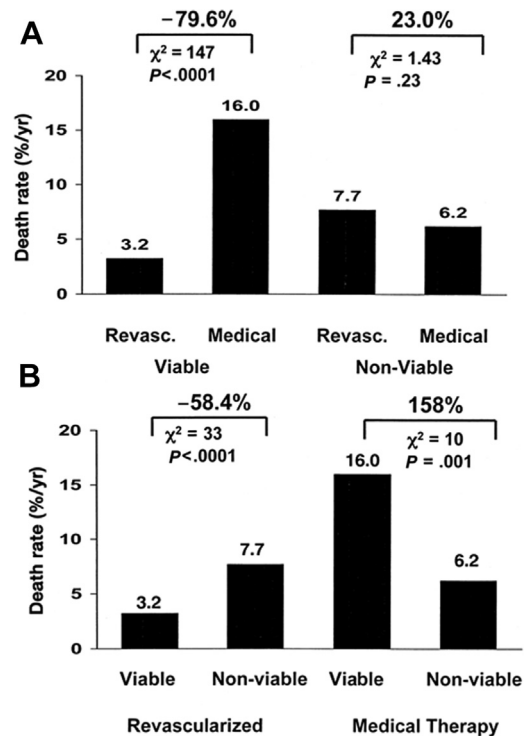 A
−79.6%
23.0%
χ² = 147
P<.0001
χ² = 1.43
P = .23
Death rate (%/yr)
20
15
10
5
0
3.2
16.0
7.7
6.2
Revasc.
Medical
Revasc.
Medical
Viable
Non-Viable
B
−58.4%
158%
χ² = 33
P<.0001
χ² = 10
P = .001
Death rate (%/yr)
20
15
10
5
0
3.2
7.7
16.0
6.2
Viable
Non-viable
Viable
Non-viable
Revascularized
Medical Therapy